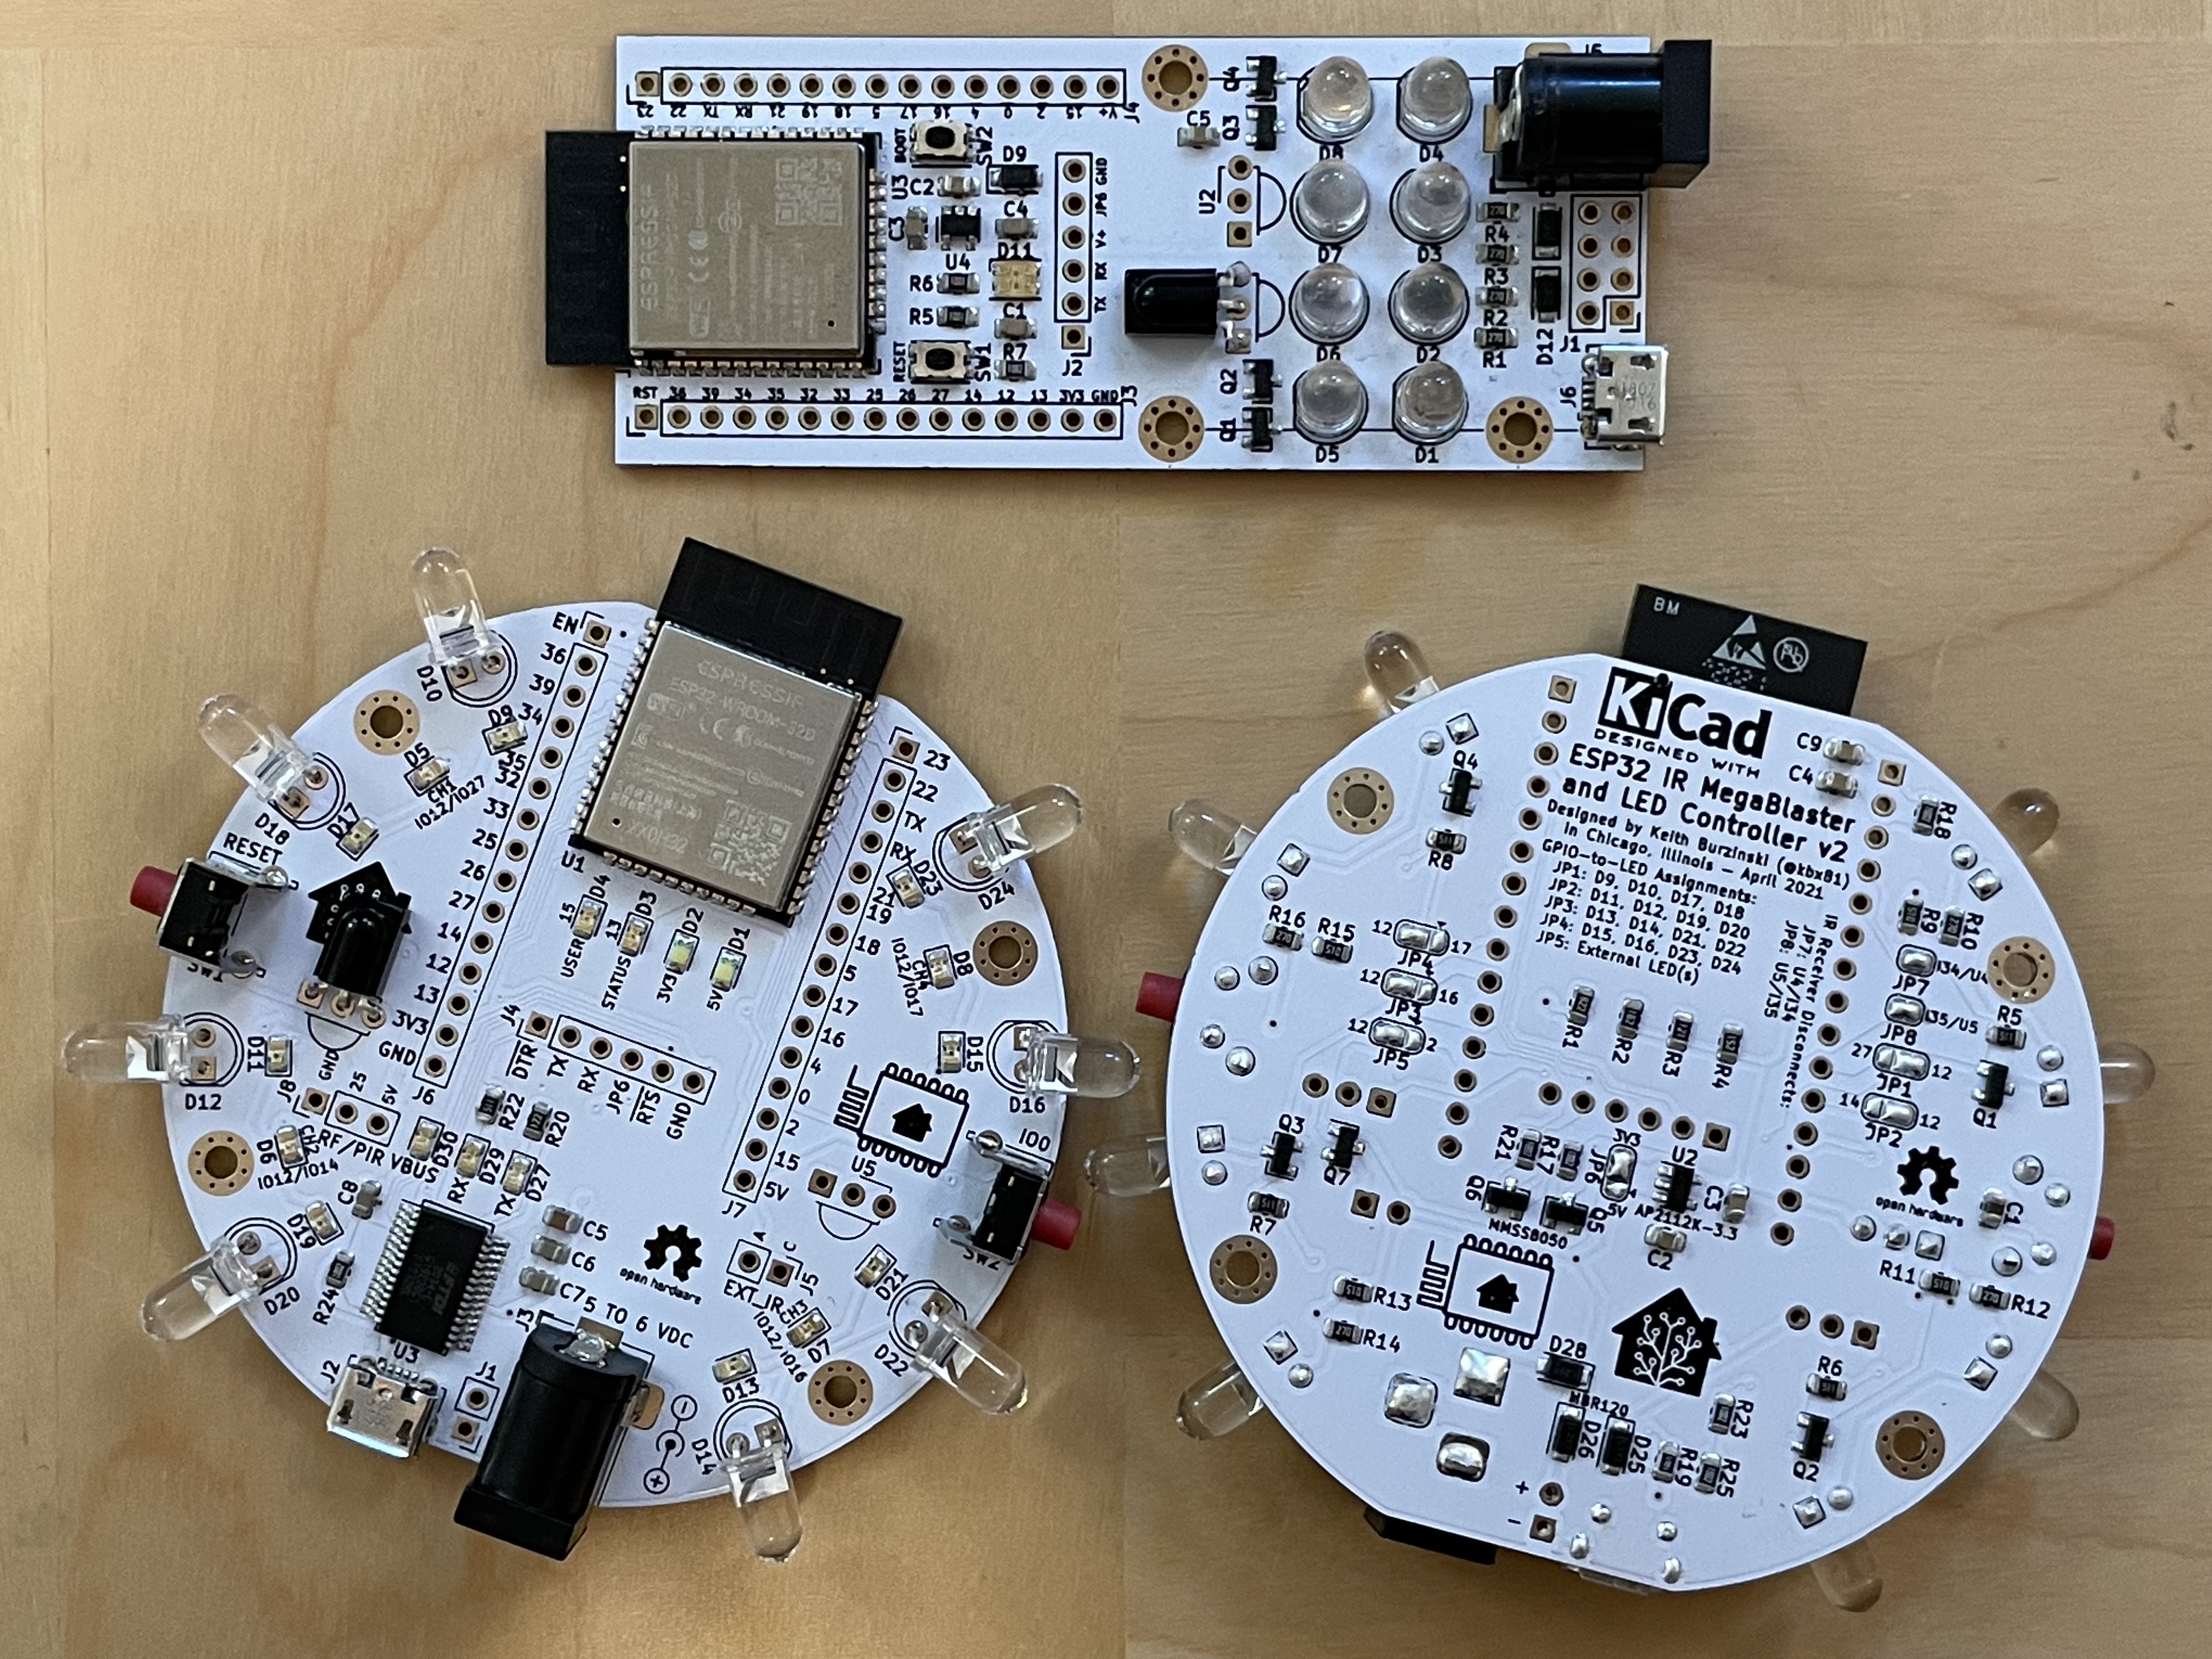 J5
23 22 TX RX 21 19 18 5 17 16 4 0 2 15 V+
J4
BOOT
SW2
Q4
Q3
C5
D8 D4
U3
C2
D9
C3
C4
U4
D11
R6
R5
C1
R7
RESET
SW1
GND
JP6
V+
RX
TX
J2
U2
D7 D3
D6 D2
D5 D1
R4
R3
R2
R1
D12
J1
J6
Q2
Q1
ESPRESSIF
RST 36 39 34 35 32 33 25 26 27 14 12 13 3V3 GND
J3
EN
36
39
34
35
32
33
25
26
27
14
12
13
3V3
GND
J6
D10
D9
D5
CH1
IO12/IO27
D18
D17
RESET
SW1
ESPRESSIF
ESP32-WROOM-32D
U1
23
22
TX
RX
21
19
18
5
17
16
4
0
2
15
5V
J7
D23
D24
D8
CH4
IO12/IO17
D15
D16
IO0
SW2
U5
15
D4
USER
13
D3
STATUS
D2
3V3
D1
5V
J4
DTR
TX
RX
JP6
RTS
GND
D11
D12
GND
J8
25
5V
RF/PIR
D6
CH2
IO12/IO14
VBUS
D30
RX
D29
TX
D27
R22
R20
C8
D19
D20
R24
FTDI
U3
C5
C6
C7
5 TO 6 VDC
J3
J2
J1
open hardware
A
C
J5
EXT_IR
CH3
IO12/IO16
D7
D21
D22
D13
D14
BM
KiCad
DESIGNED WITH
ESP32 IR MegaBlaster
and LED Controller v2
Designed by Keith Burzinski (@kbx81)
in Chicago, Illinois - April 2021
GPIO-to-LED Assignments:
JP1: D9, D10, D17, D18
JP2: D11, D12, D19, D20
JP3: D13, D14, D21, D22
JP4: D15, D16, D23, D24
JP5: External LED(s)
IR Receiver Disconnects:
JP7: U4/I34
JP8: U5/I35
C9
C4
R18
Q4
R8
R16
R15
12 17
JP4
12 16
JP3
12 2
JP5
R9
R10
I34/U4
JP7
I35/U5
JP8
R5
27 12
JP1
14 12
JP2
Q1
R1
R2
R3
R4
Q3
Q7
R7
R21
R17
3V3
JP6
5V
U2
C3
AP2112K-3.3
C2
Q6
Q5
MMSS8050
open hardware
C1
R11
R12
R13
R14
D28
MBR120
D26
D25
R19
R25
R23
R6
Q2
+
-